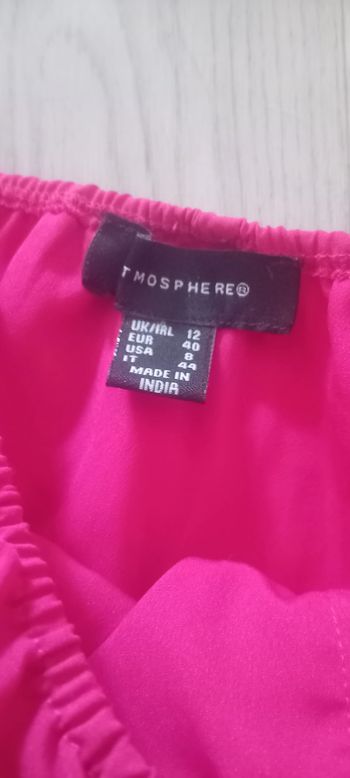 TMOSPHERE®
UK/IRL 12
EUR 40
USA 8
IT 44
MADE IN
INDIA